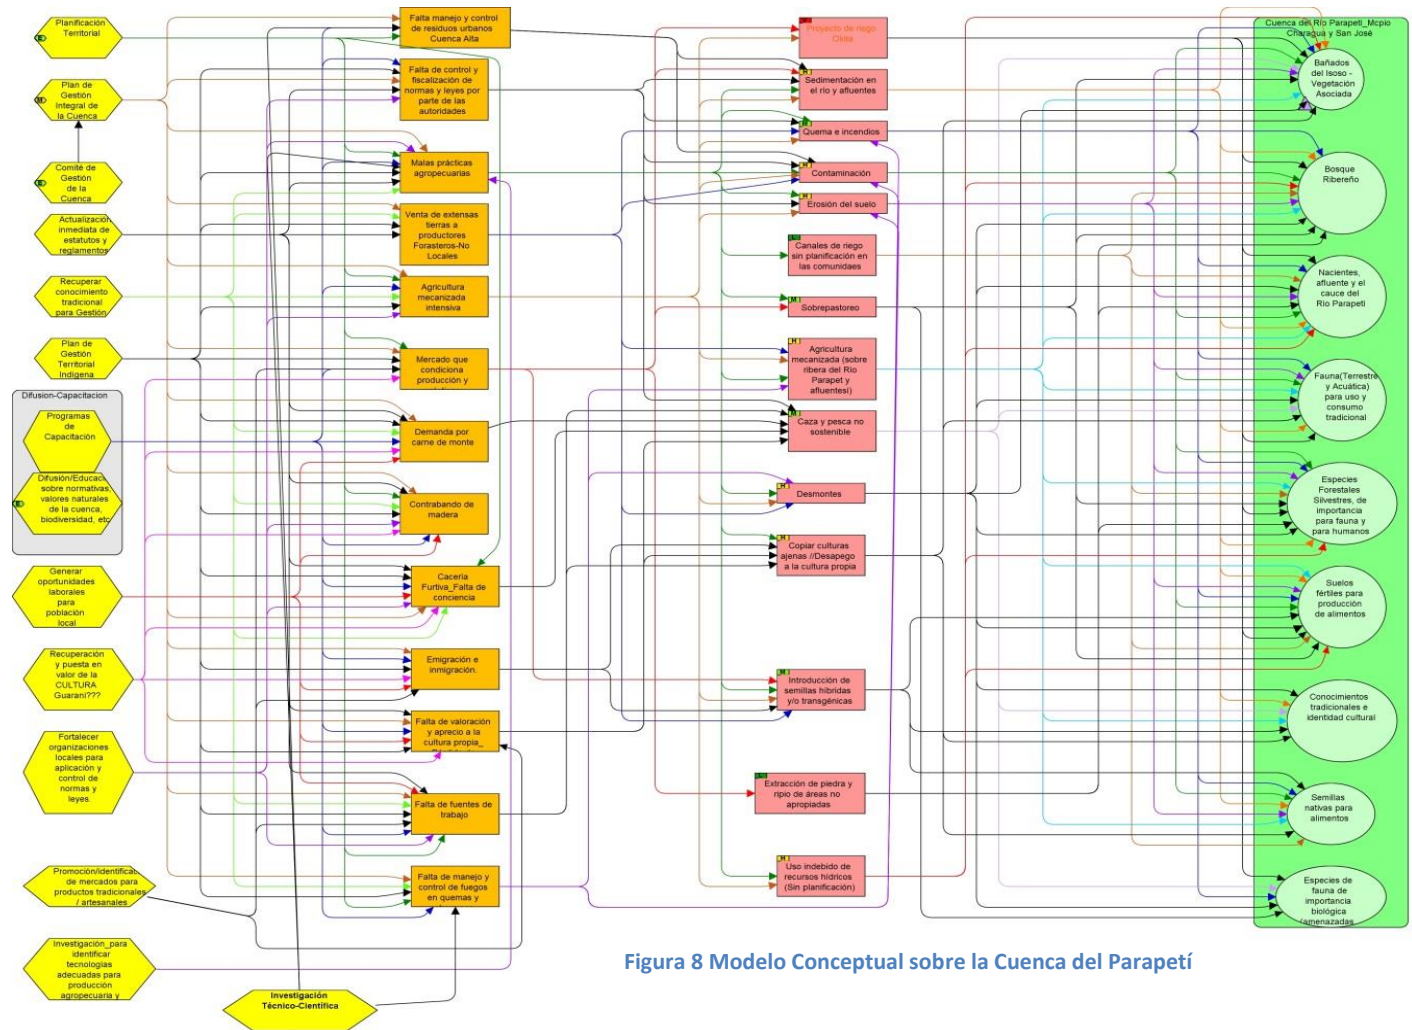 Planificación
Territorial
Plan de
Gestión
Integral de
la Cuenca
Comité de
Gestión
de la
Cuenca
Actualización
inmediata de
estatutos y
reglamentos
Recuperar
conocimiento
tradicional
para Gestión
Plan de
Gestión
Territorial
Indígena
Difusion-Capacitacion
Programas
de
Capacitación
Difusión/Educaci
sobre normativas,
valores naturales
de la cuenca,
biodiversidad, etc
Generar
oportunidades
laborales
para
población
local
Recuperación
y puesta en
valor de la
CULTURA
Guaraní???
Fortalecer
organizaciones
locales para
aplicación y
control de
normas y
leyes.
Promoción/identificac
de mercados para
productos tradicionales
/ artesanales
Investigación_para
identificar
tecnologías
adecuadas para
producción
agropecuaria y
Investigación
Técnico-Científica
Falta manejo y control
de residuos urbanos
Cuenca Alta
Falta de control y
fiscalización de
normas y leyes por
parte de las
autoridades
Malas prácticas
agropecuarias
Venta de extensas
tierras a
productores
Forasteros-No
Locales
Agricultura
mecanizada
intensiva
Mercado que
condiciona
producción y
Demanda por
carne de monte
Contrabando de
madera
Cacería
Furtiva_Falta de
conciencia
Emigración e
inmigración.
Falta de valoración
y aprecio a la
cultura propia_
Falta de fuentes de
trabajo
Falta de manejo y
control de fuegos
en quemas y
Proyecto de riego
Okita
H
Sedimentación en
el río y afluentes
Quema e incendios
H
Contaminación
H
Erosión del suelo
L
Canales de riego
sin planificación en
las comunidaes
M
Sobrepastoreo
H
Agricultura
mecanizada (sobre
ribera del Río
Parapet y
afluentesí)
M
Caza y pesca no
sostenible
H
Desmontes
H
Copiar culturas
ajenas //Desapego
a la cultura propia
H
Introducción de
semillas híbridas
y/o transgénicas
L
Extracción de piedra y
ripio de áreas no
apropiadas
H
Uso indebido de
recursos hídricos
(Sin planificación)
Cuenca del Río Parapetí_Mcpio
Charagua y San José
Bañados
del Isoso -
Vegetación
Asociada
Bosque
Ribereño
Nacientes,
afluente y el
cauce del
Río Parapetí
Fauna(Terrestre
y Acuática)
para uso y
consumo
tradicional
Especies
Forestales
Silvestres, de
importancia
para fauna y
para humanos
Suelos
fértiles para
producción
de alimentos
Conocimientos
tradicionales e
identidad cultural
Semillas
nativas para
alimentos
Especies de
fauna de
importancia
biológica
(amenazadas,
Figura 8 Modelo Conceptual sobre la Cuenca del Parapetí